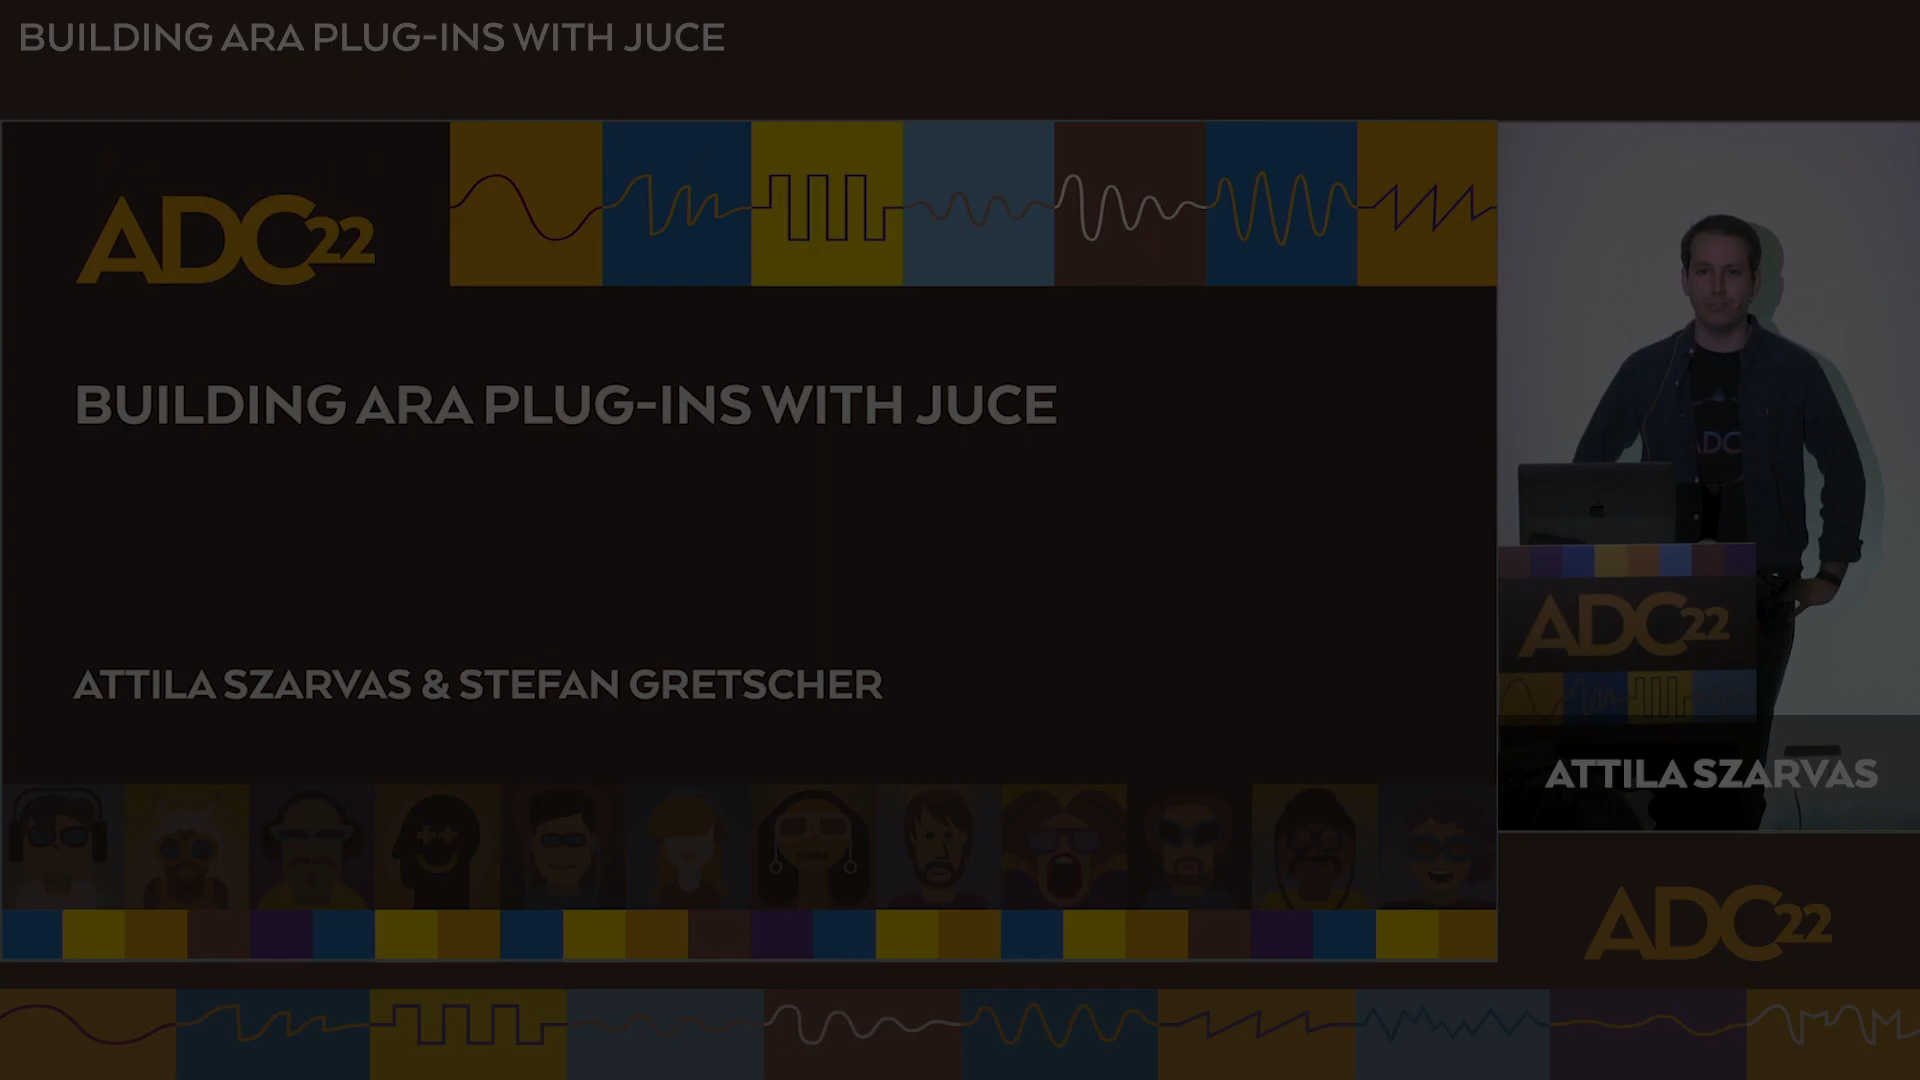 BUILDING ARA PLUG-INS WITH JUCE
ADC22
BUILDING ARA PLUG-INS WITH JUCE
ATTILA SZARVAS & STEFAN GRETSCHER
ADC
ADC22
ATTILA SZARVAS
ADC22